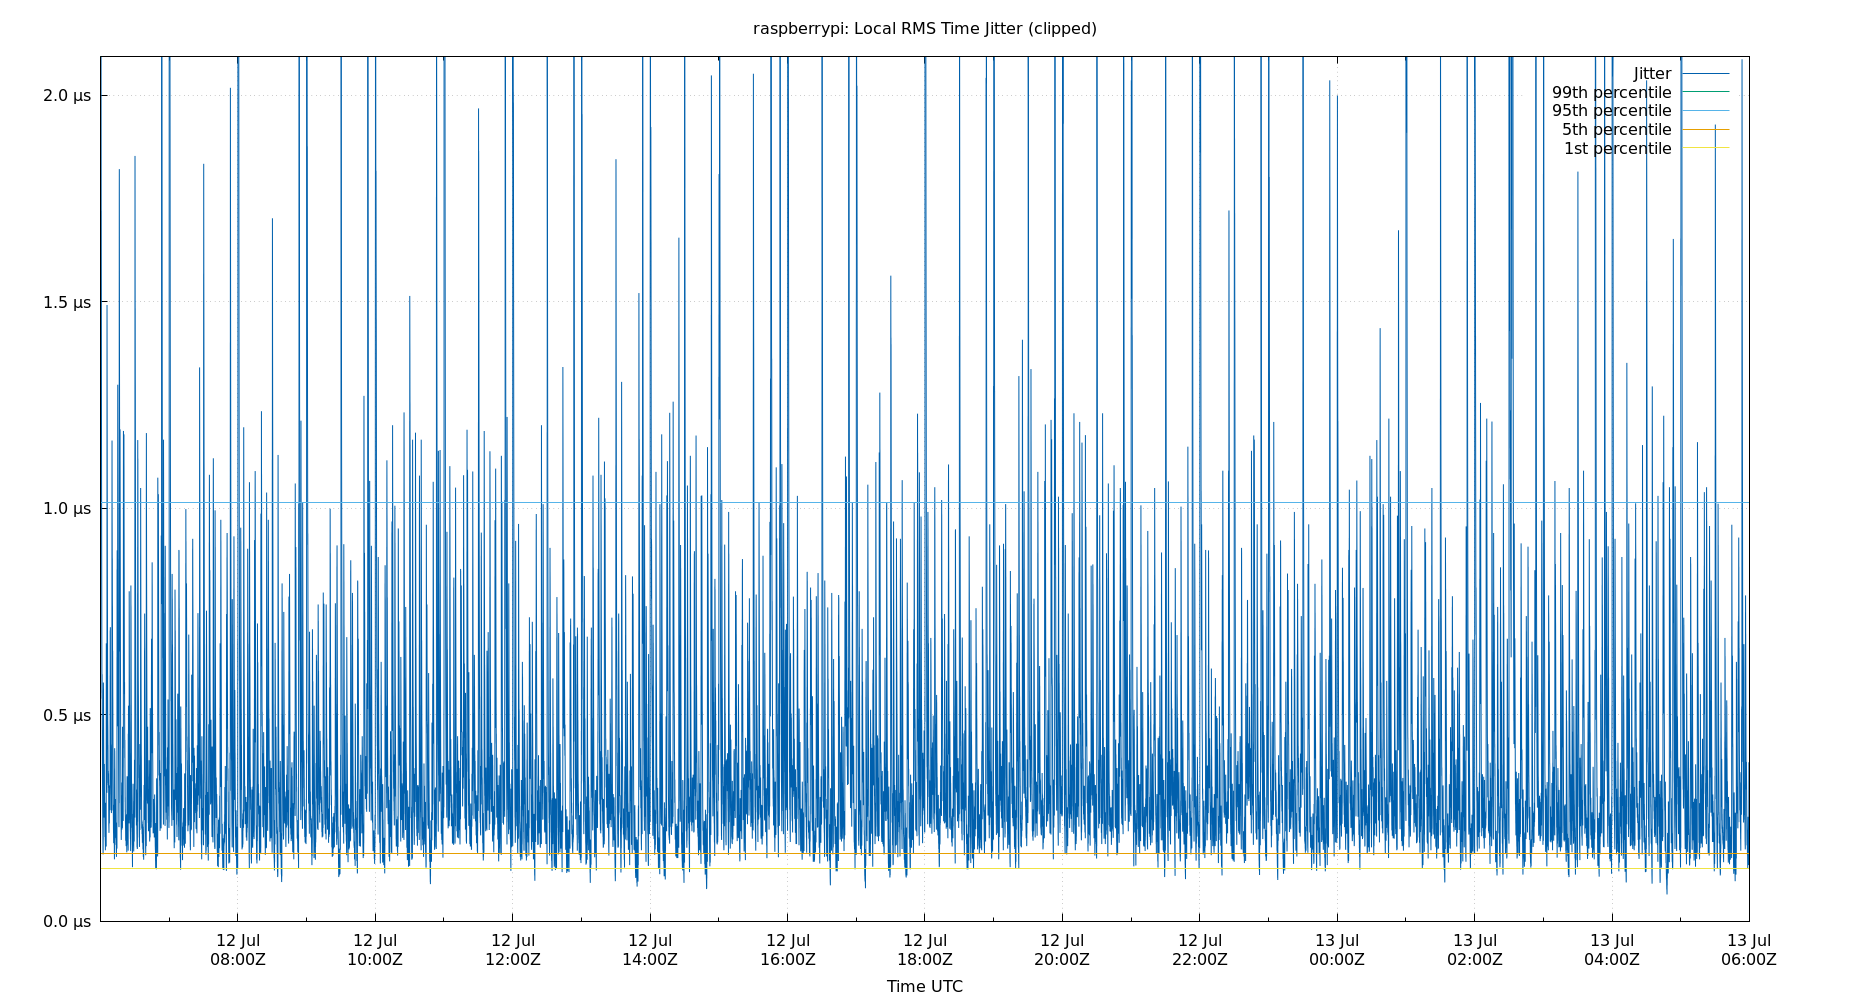 raspberrypi: Local RMS Time Jitter (clipped)
2.0 µs
1.5 µs
1.0 µs
0.5 µs
0.0 µs
Jitter
99th percentile
95th percentile
5th percentile
1st percentile
12 Jul 12 Jul 12 Jul 12 Jul 12 Jul 12 Jul 12 Jul 12 Jul 13 Jul 13 Jul 13 Jul 13 Jul
08:00Z 10:00Z 12:00Z 14:00Z 16:00Z 18:00Z 20:00Z 22:00Z 00:00Z 02:00Z 04:00Z 06:00Z
Time UTC